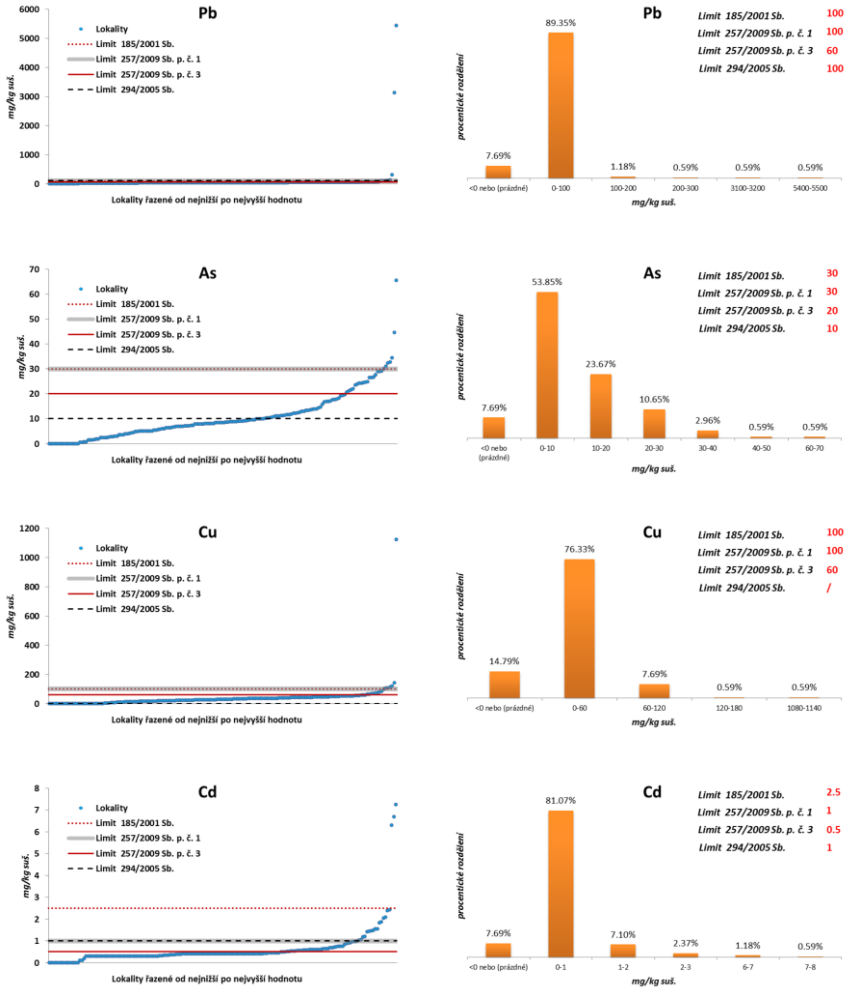 Pb
6000
5000
4000
3000
2000
1000
0
mg/kg suš.
Lokality
Limit 185/2001 Sb.
Limit 257/2009 Sb. p. č. 1
Limit 257/2009 Sb. p. č. 3
Limit 294/2005 Sb.
Lokality řazené od nejnižší po nejvyšší hodnotu
Pb
Limit 185/2001 Sb. 100
Limit 257/2009 Sb. p. č. 1 100
Limit 257/2009 Sb. p. č. 3 60
Limit 294/2005 Sb. 100
procentické rozdělení
7.69% 89.35% 1.18% 0.59% 0.59% 0.59%
<0 nebo (prázdné) 0-100 100-200 200-300 3100-3200 5400-5500
mg/kg suš.
As
70
60
50
40
30
20
10
0
mg/kg suš.
Lokality
Limit 185/2001 Sb.
Limit 257/2009 Sb. p. č. 1
Limit 257/2009 Sb. p. č. 3
Limit 294/2005 Sb.
Lokality řazené od nejnižší po nejvyšší hodnotu
As
Limit 185/2001 Sb. 30
Limit 257/2009 Sb. p. č. 1 30
Limit 257/2009 Sb. p. č. 3 20
Limit 294/2005 Sb. 10
procentické rozdělení
7.69% 53.85% 23.67% 10.65% 2.96% 0.59% 0.59%
<0 nebo 0-10 10-20 20-30 30-40 40-50 60-70
(prázdné)
mg/kg suš.
Cu
1200
1000
800
600
400
200
0
mg/kg suš.
Lokality
Limit 185/2001 Sb.
Limit 257/2009 Sb. p. č. 1
Limit 257/2009 Sb. p. č. 3
Limit 294/2005 Sb.
Lokality řazené od nejnižší po nejvyšší hodnotu
Cu
Limit 185/2001 Sb. 100
Limit 257/2009 Sb. p. č. 1 100
Limit 257/2009 Sb. p. č. 3 60
Limit 294/2005 Sb. /
procentické rozdělení
14.79% 76.33% 7.69% 0.59% 0.59%
<0 nebo (prázdné) 0-60 60-120 120-180 1080-1140
mg/kg suš.
Cd
8
7
6
5
4
3
2
1
0
mg/kg suš.
Lokality
Limit 185/2001 Sb.
Limit 257/2009 Sb. p. č. 1
Limit 257/2009 Sb. p. č. 3
Limit 294/2005 Sb.
Lokality řazené od nejnižší po nejvyšší hodnotu
Cd
Limit 185/2001 Sb. 2.5
Limit 257/2009 Sb. p. č. 1 1
Limit 257/2009 Sb. p. č. 3 0.5
Limit 294/2005 Sb. 1
procentické rozdělení
7.69% 81.07% 7.10% 2.37% 1.18% 0.59%
<0 nebo (prázdné) 0-1 1-2 2-3 6-7 7-8
mg/kg suš.